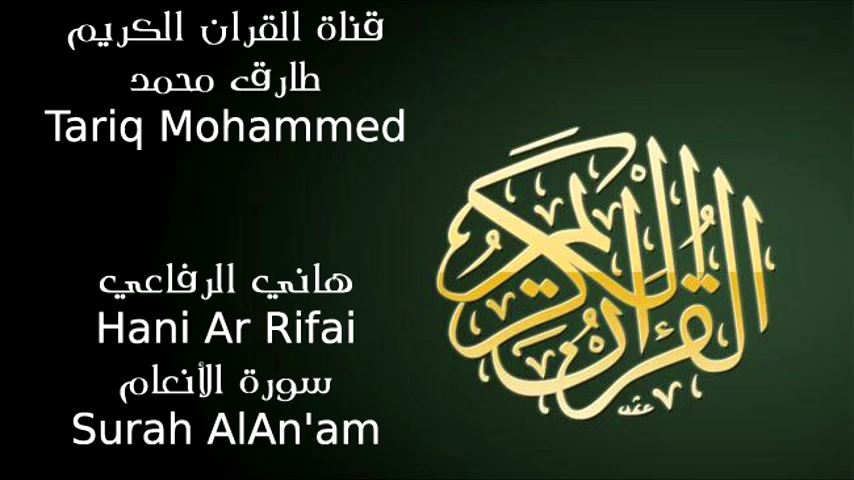 قناة القران الكريم
طارق محمد
Tariq Mohammed
هاني الرفاعي
Hani Ar Rifai
سورة الأنعام
Surah AlAn'am
القرآن الكريم